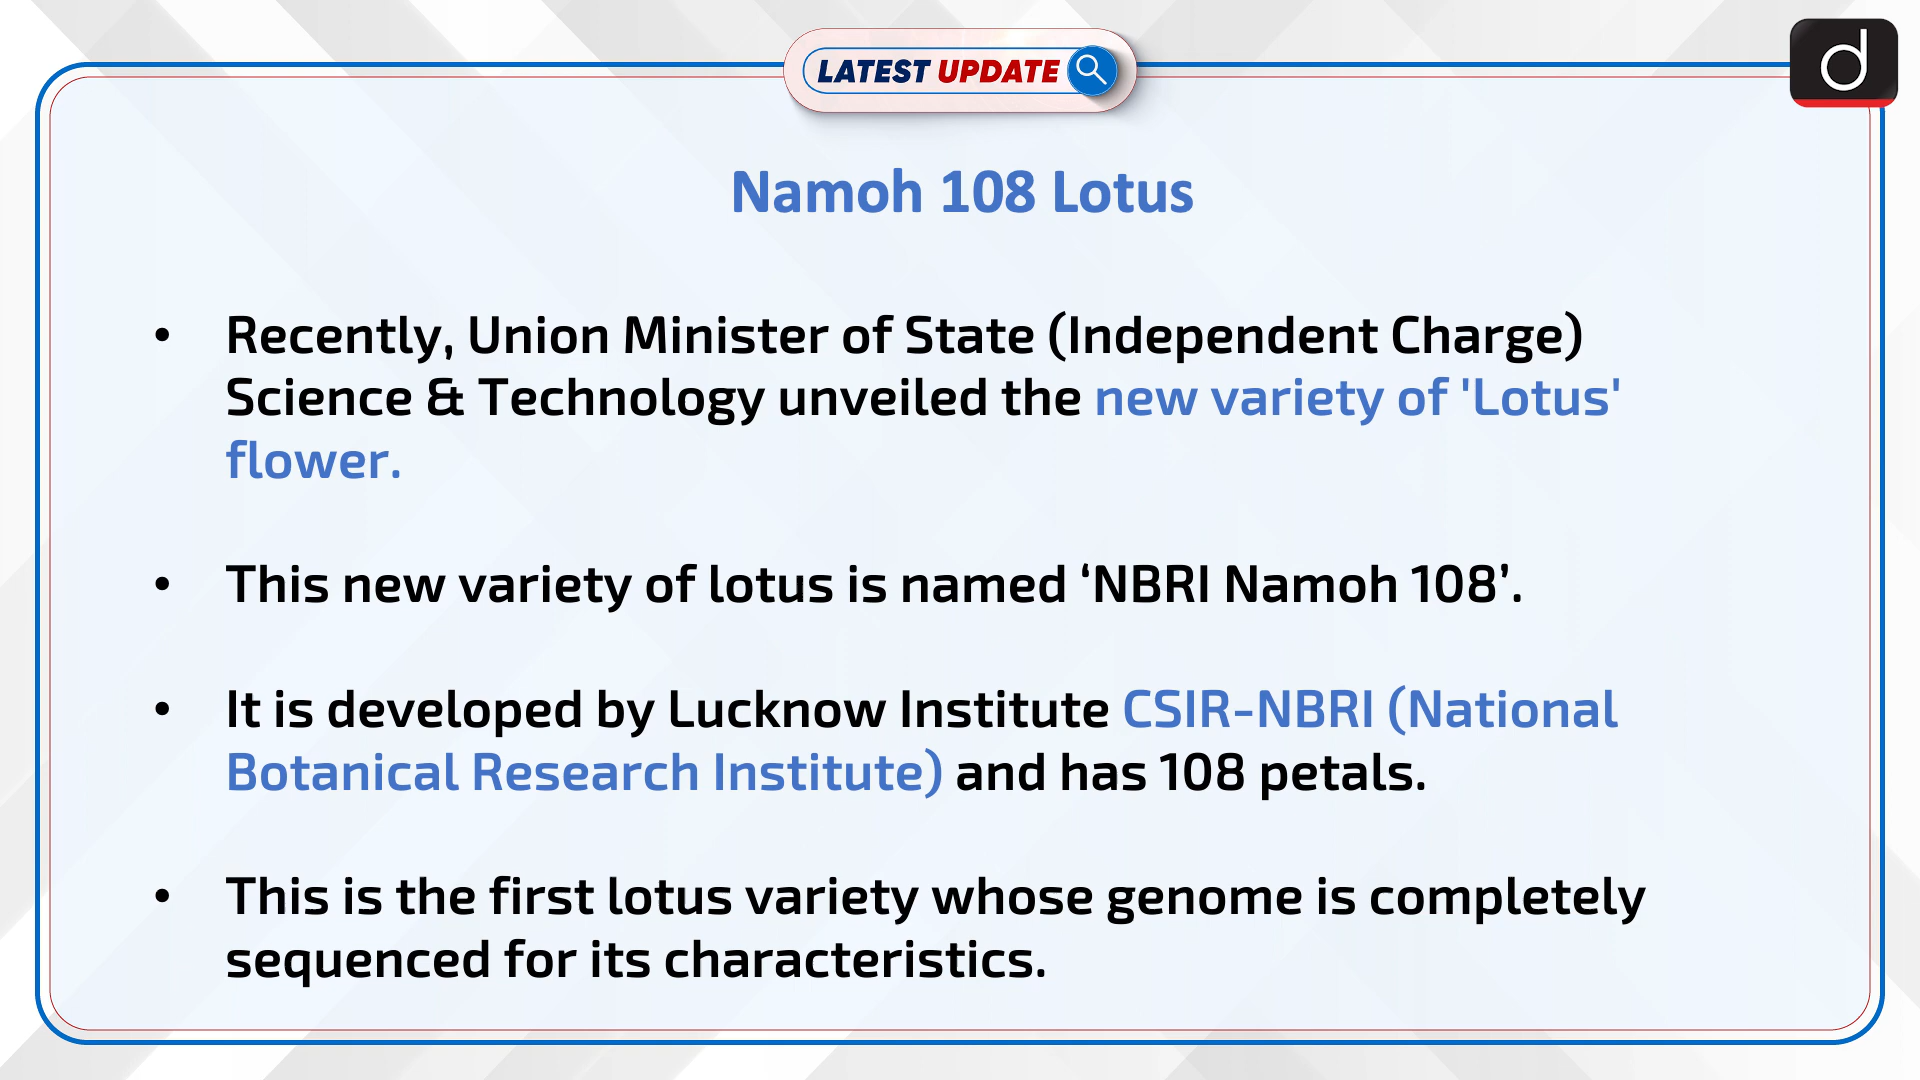 LATEST UPDATE
d
Namoh 108 Lotus
• Recently, Union Minister of State (Independent Charge)
Science & Technology unveiled the new variety of 'Lotus'
flower.
• This new variety of lotus is named ‘NBRI Namoh 108’.
• It is developed by Lucknow Institute CSIR-NBRI (National
Botanical Research Institute) and has 108 petals.
• This is the first lotus variety whose genome is completely
sequenced for its characteristics.